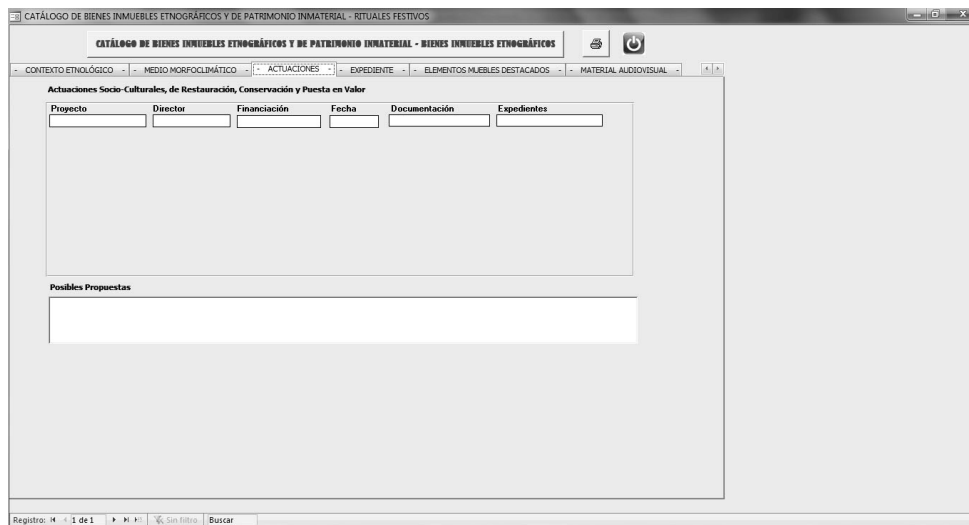 CATÁLOGO DE BIENES INMUEBLES ETNOGRÁFICOS Y DE PATRIMONIO INMATERIAL - RITUALES FESTIVOS
CATÁLOGO DE BIENES INMUEBLES ETNOGRÁFICOS Y DE PATRIMONIO INMATERIAL - BIENES INMUEBLES ETNOGRÁFICOS
- CONTEXTO ETNOLÓGICO - - MEDIO MORFOCLIMÁTICO - - ACTUACIONES - - EXPEDIENTE - - ELEMENTOS MUEBLES DESTACADOS - - MATERIAL AUDIOVISUAL -
Actuaciones Socio-Culturales, de Restauración, Conservación y Puesta en Valor
Proyecto Director Financiación Fecha Documentación Expedientes
Posibles Propuestas
Registro: 1 de 1 Sin filtro Buscar